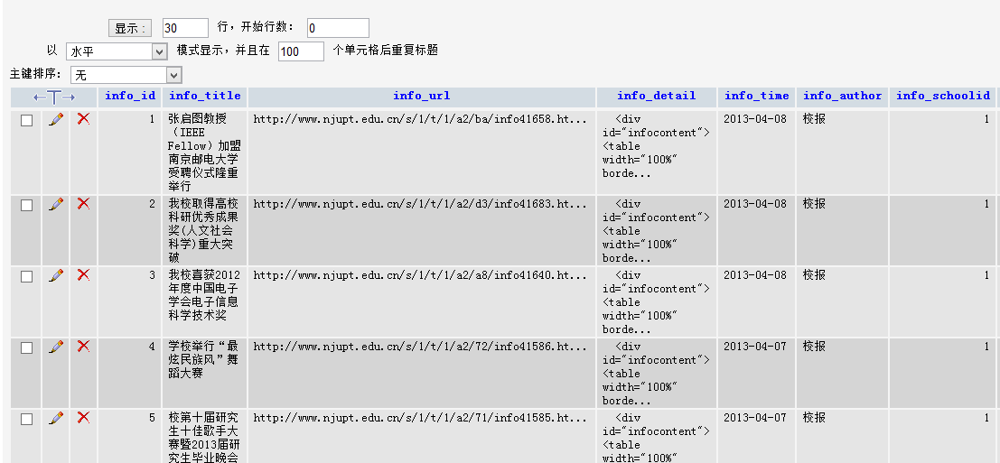 显示： 30 行，开始行数： 0
以 水平 模式显示，并且在 100 个单元格后重复标题
主键排序： 无
←T→ info_id info_title info_url info_detail info_time info_author info_schoolid
1 张启图教授 http://www.njupt.edu.cn/s/1/t/1/a2/ba/info41658.ht... <div 2013-04-08 校报 1
（IEEE id="infocontent">
Fellow）加盟 <table
南京邮电大学 width="100%"
受聘仪式隆重 borde...
举行
2 我校取得高校 http://www.njupt.edu.cn/s/1/t/1/a2/d3/info41683.ht... <div 2013-04-08 校报 1
科研优秀成果 id="infocontent">
奖(人文社会 <table
科学)重大突 width="100%"
破 borde...
3 我校喜获2012 http://www.njupt.edu.cn/s/1/t/1/a2/a8/info41640.ht... <div 2013-04-08 校报 1
年度中国电子 id="infocontent">
学会电子信息 <table
科学技术奖 width="100%"
borde...
4 学校举行“最 http://www.njupt.edu.cn/s/1/t/1/a2/72/info41586.ht... <div 2013-04-07 校报 1
炫民族风”舞 id="infocontent">
蹈大赛 <table
width="100%"
borde...
5 校第十届研究 http://www.njupt.edu.cn/s/1/t/1/a2/71/info41585.ht... <div 2013-04-07 校报 1
生十佳歌手大 id="infocontent">
赛暨2013届研 <table
究生毕业晚会 width="100%"